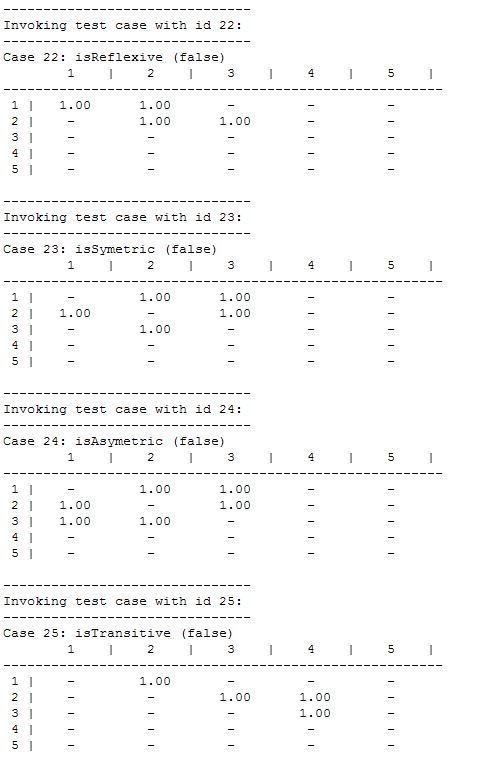 -------------------------------
Invoking test case with id 22:
-------------------------------
Case 22: isReflexive (false)
        1    |    2    |    3    |    4    |    5    |
-------------------------------------------------------
 1 |   1.00      1.00       -         -         -
 2 |    -        1.00      1.00       -         -
 3 |    -         -         -         -         -
 4 |    -         -         -         -         -
 5 |    -         -         -         -         -
-------------------------------
Invoking test case with id 23:
-------------------------------
Case 23: isSymetric (false)
        1    |    2    |    3    |    4    |    5    |
-------------------------------------------------------
 1 |    -        1.00      1.00       -         -
 2 |   1.00       -        1.00       -         -
 3 |    -        1.00       -         -         -
 4 |    -         -         -         -         -
 5 |    -         -         -         -         -
-------------------------------
Invoking test case with id 24:
-------------------------------
Case 24: isAsymetric (false)
        1    |    2    |    3    |    4    |    5    |
-------------------------------------------------------
 1 |    -        1.00      1.00       -         -
 2 |   1.00       -        1.00       -         -
 3 |   1.00      1.00       -         -         -
 4 |    -         -         -         -         -
 5 |    -         -         -         -         -
-------------------------------
Invoking test case with id 25:
-------------------------------
Case 25: isTransitive (false)
        1    |    2    |    3    |    4    |    5    |
-------------------------------------------------------
 1 |    -        1.00       -         -         -
 2 |    -         -        1.00      1.00       -
 3 |    -         -         -        1.00       -
 4 |    -         -         -         -         -
 5 |    -         -         -         -         -